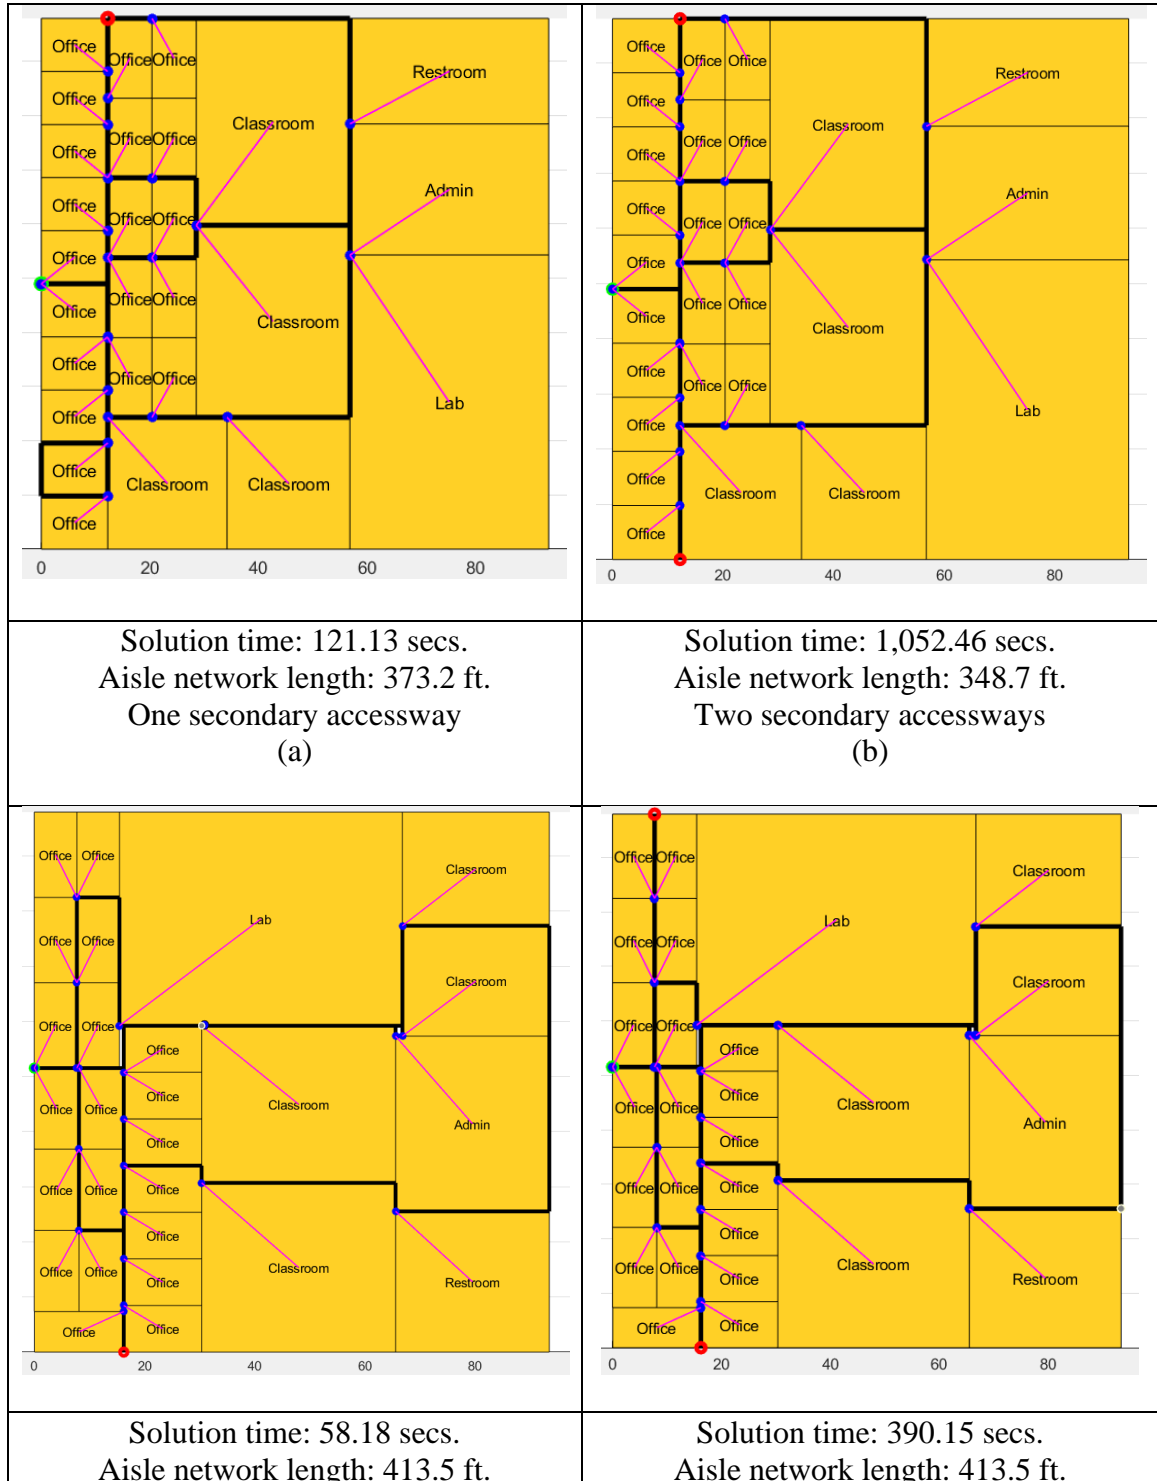 Office
Office
Office
Restroom
Office
Classroom
Office
Office
Office
Admin
Office
Office
Office
Office
Office
Office
Office
Office
Classroom
Office
Office
Office
Lab
Office
Office
Classroom
Classroom
Office
0 20 40 60 80
Office
Office
Office
Restroom
Office
Classroom
Office
Office
Office
Admin
Office
Office
Office
Office
Office
Office
Office
Office
Classroom
Office
Office
Office
Lab
Office
Office
Classroom
Classroom
Office
0 20 40 60 80
Solution time: 121.13 secs.
Aisle network length: 373.2 ft.
One secondary accessway
(a)
Solution time: 1,052.46 secs.
Aisle network length: 348.7 ft.
Two secondary accessways
(b)
Office
Office
Classroom
Lab
Office
Office
Classroom
Office
Office
Office
Office
Office
Office
Classroom
Admin
Office
Office
Office
Office
Office
Classroom
Office
Office
Office
Restroom
Office
Office
0 20 40 60 80
Office
Office
Classroom
Lab
Office
Office
Classroom
Office
Office
Office
Office
Office
Office
Classroom
Admin
Office
Office
Office
Office
Office
Classroom
Office
Office
Office
Restroom
Office
Office
0 20 40 60 80
Solution time: 58.18 secs.
Aisle network length: 413.5 ft.
Solution time: 390.15 secs.
Aisle network length: 413.5 ft.